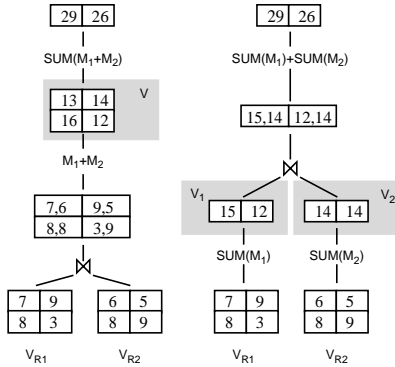 29 26
SUM(M1+M2)
V
13 14
16 12
M1+M2
7,6 9,5
8,8 3,9
7 9
8 3
6 5
8 9
VR1 VR2
29 26
SUM(M1)+SUM(M2)
15,14 12,14
V1
V2
15 12
14 14
SUM(M1)
SUM(M2)
7 9
8 3
6 5
8 9
VR1 VR2